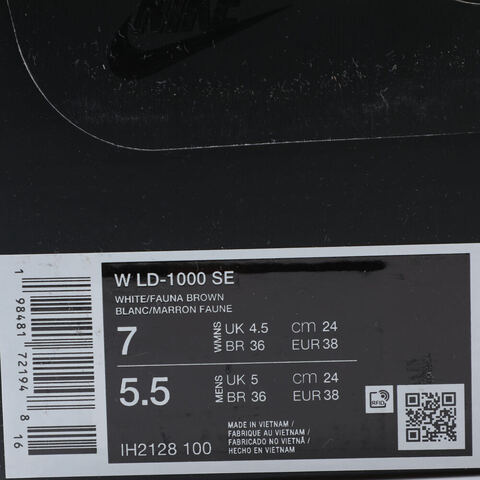 NIKE
W LD-1000 SE
WHITE/FAUNA BROWN
BLANC/MARRON FAUNE
7 WMNS UK 4.5 cm 24
BR 36 EUR 38
5.5 MENS UK 5 cm 24
BR 36 EUR 38
IH2128 100
MADE IN VIETNAM /
FABRIQUE AU VIETNAM /
FABRICADO NO VIETNÃ /
HECHO EN VIETNAM
RFID
1 98481 72194 8 16